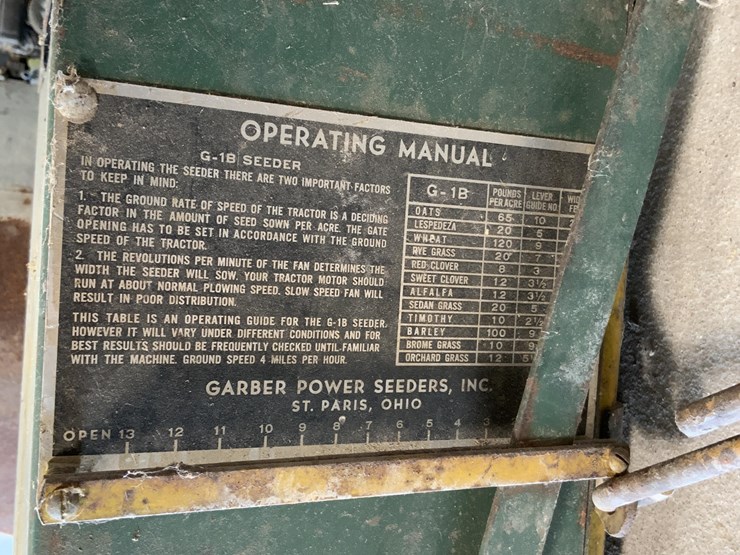 OPERATING MANUAL
G-1B SEEDER
IN OPERATING THE SEEDER THERE ARE TWO IMPORTANT FACTORS
TO KEEP IN MIND:
1. THE GROUND RATE OF SPEED OF THE TRACTOR IS A DECIDING
FACTOR IN THE AMOUNT OF SEED SOWN PER ACRE. THE GATE
OPENING HAS TO BE SET IN ACCORDANCE WITH THE GROUND
SPEED OF THE TRACTOR.
2. THE REVOLUTIONS PER MINUTE OF THE FAN DETERMINES THE
WIDTH THE SEEDER WILL SOW. YOUR TRACTOR MOTOR SHOULD
RUN AT ABOUT NORMAL PLOWING SPEED. SLOW SPEED FAN WILL
RESULT IN POOR DISTRIBUTION.
THIS TABLE IS AN OPERATING GUIDE FOR THE G-1B SEEDER.
HOWEVER IT WILL VARY UNDER DIFFERENT CONDITIONS AND FOR
BEST RESULTS SHOULD BE FREQUENTLY CHECKED UNTIL FAMILIAR
WITH THE MACHINE. GROUND SPEED 4 MILES PER HOUR.
G-1B POUNDS PER ACRE LEVER GUIDE NO.
OATS 65 10
LESPEDEZA 20 5
WHEAT 120 9
RYE GRASS 20 7
RED CLOVER 8 3
SWEET CLOVER 12 3½
ALFALFA 12 3½
SEDAN GRASS 20 5
TIMOTHY 10 2½
BARLEY 100 9
BROME GRASS 10 9
ORCHARD GRASS 12
GARBER POWER SEEDERS, INC.
ST. PARIS, OHIO
OPEN 13 12 11 10 9 8 7 6 5 4 3